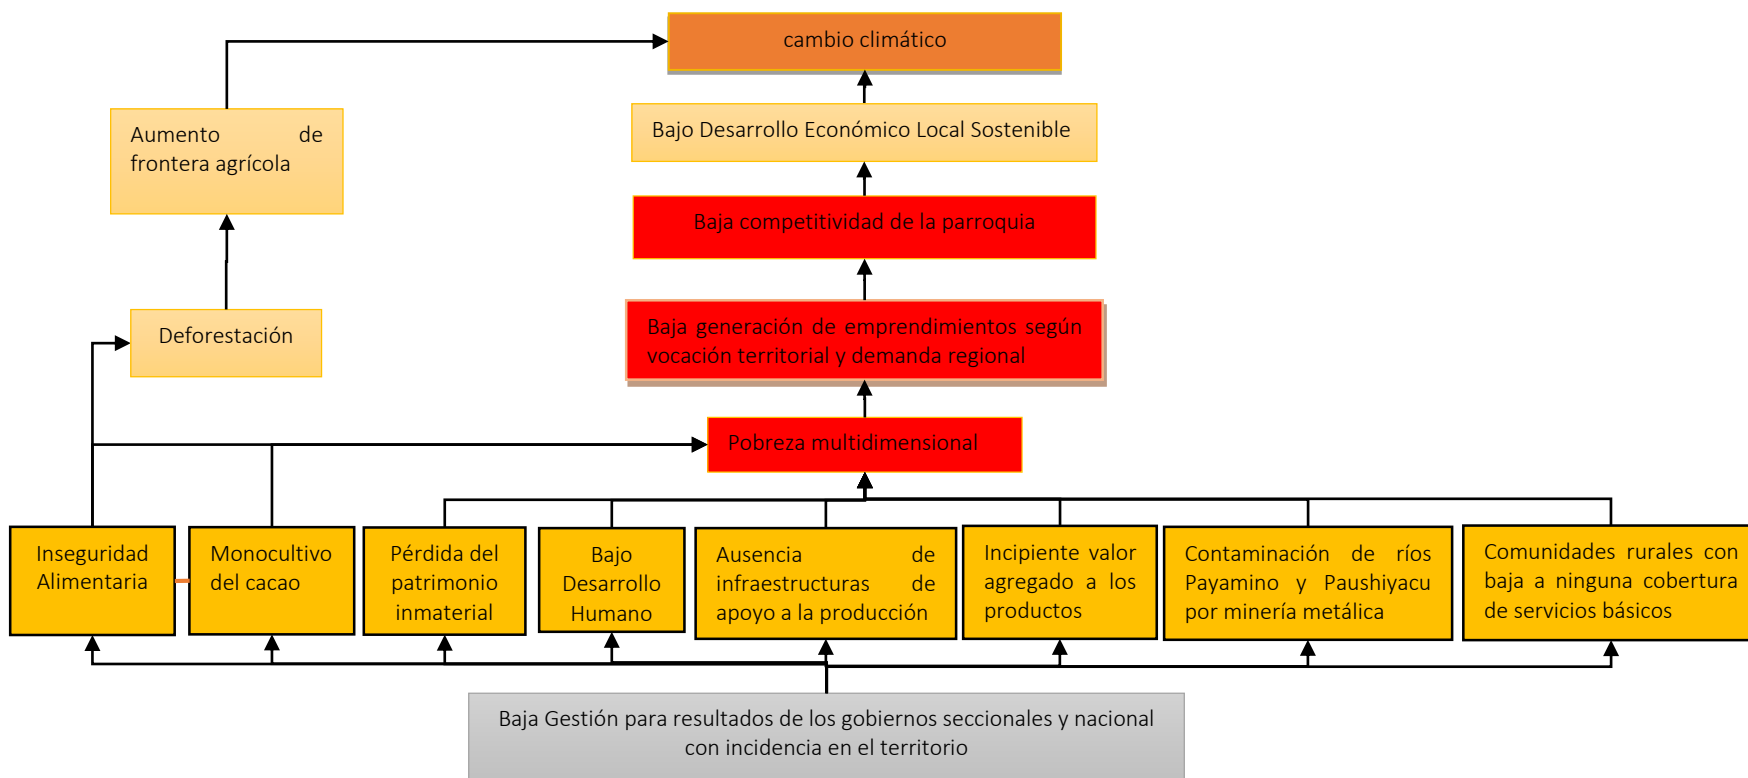 cambio climático
Aumento de
frontera agrícola
Bajo Desarrollo Económico Local Sostenible
Baja competitividad de la parroquia
Deforestación
Baja generación de emprendimientos según
vocación territorial y demanda regional
Pobreza multidimensional
Inseguridad
Alimentaria
Monocultivo
del cacao
Pérdida del
patrimonio
inmaterial
Bajo
Desarrollo
Humano
Ausencia de
infraestructuras de
apoyo a la producción
Incipiente valor
agregado a los
productos
Contaminación de ríos
Payamino y Paushiyacu
por minería metálica
Comunidades rurales con
baja a ninguna cobertura
de servicios básicos
Baja Gestión para resultados de los gobiernos seccionales y nacional
con incidencia en el territorio